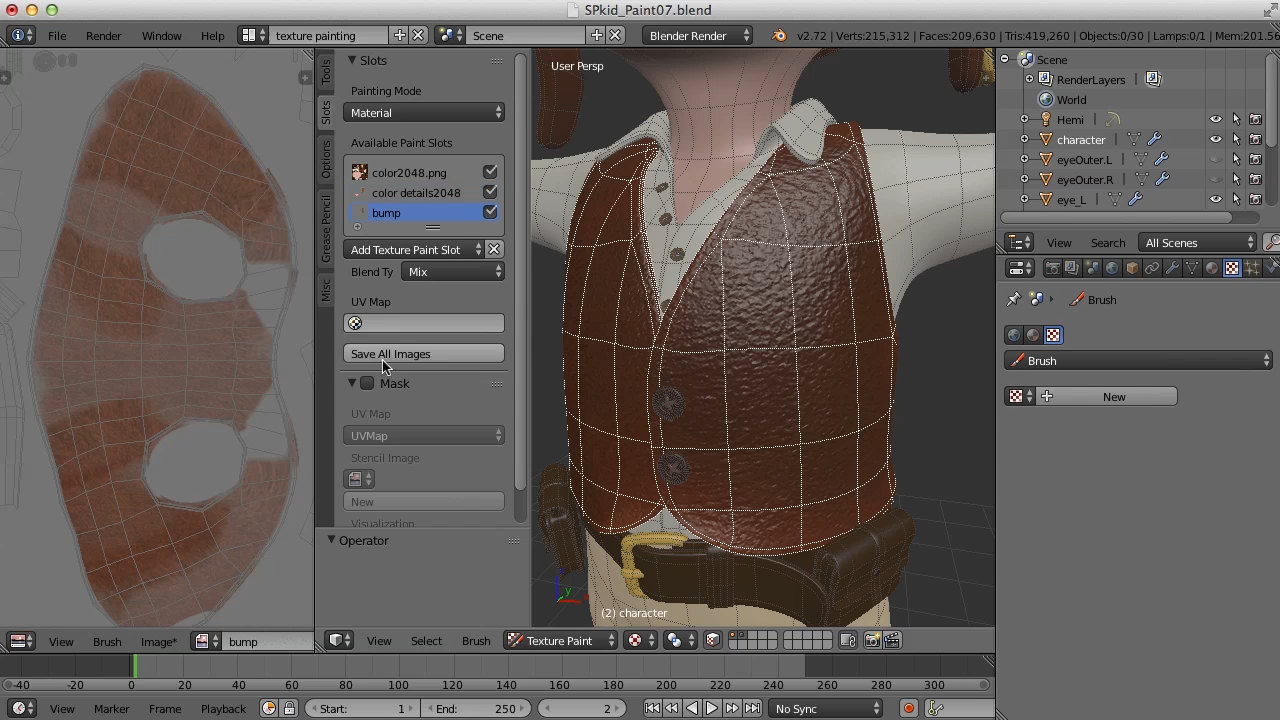 SPkid_Paint07.blend
File Render Window Help texture painting Scene Blender Render v2.72 | Verts:215,312 | Faces:209,630 | Tris:419,260 | Objects:0/30 | Lamps:0/1 | Mem:201.56
Tools
Slots
Options
Grease Pencil
Misc
Slots
Painting Mode
Material
Available Paint Slots
color2048.png
color details2048
bump
Add Texture Paint Slot
Blend Ty Mix
UV Map
Save All Images
Mask
UV Map
UVMap
Stencil Image
New
Visualization
Operator
User Persp
y
(2) character
Scene
RenderLayers
World
Hemi
character
eyeOuter.L
eyeOuter.R
eye_L
View Search All Scenes
Brush
Brush
New
View Brush Image* bump
View Select Brush Texture Paint
-40 -20 0 20 40 60 80 100 120 140 160 180 200 220 240 260 280 300
View Marker Frame Playback Start: 1 End: 250 2 No Sync